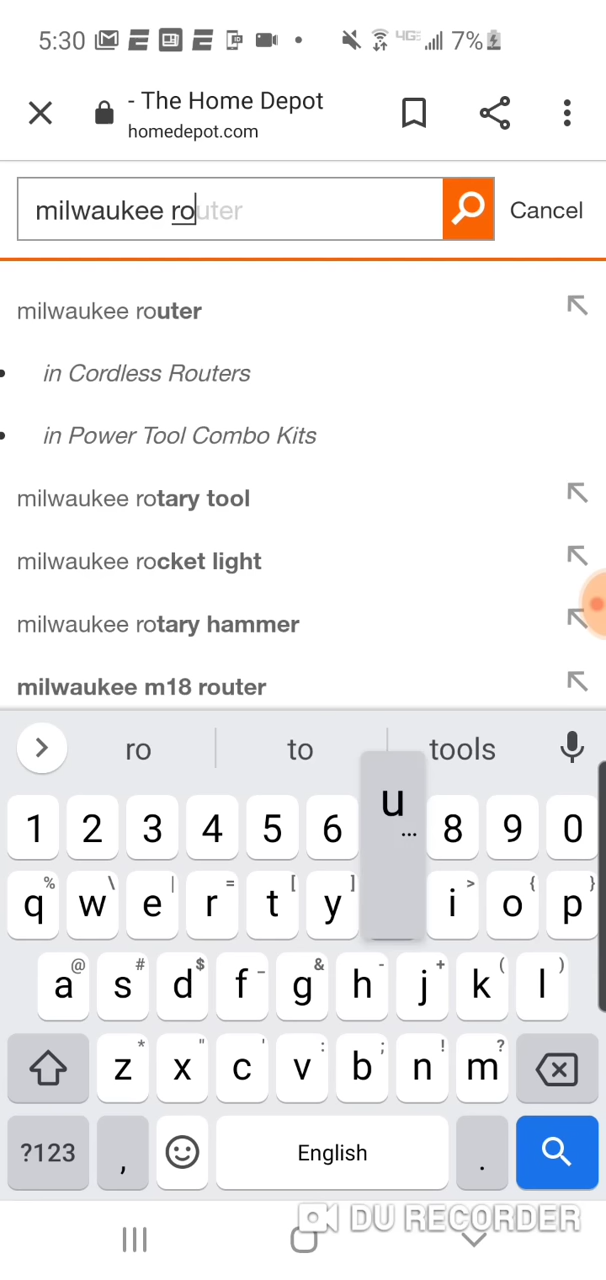 5:30 4GE 7%
- The Home Depot
homedepot.com
milwaukee router Cancel
milwaukee router
in Cordless Routers
in Power Tool Combo Kits
milwaukee rotary tool
milwaukee rocket light
milwaukee rotary hammer
milwaukee m18 router
ro to tools
1 2 3 4 5 6 u ... 8 9 0
q % w \ e | r = t [ y ] i > o { p }
a @ s # d $ f _ g & h - j + k ( l )
z * x " c ' v : b ; n ! m ?
?123 , English .
DU RECORDER